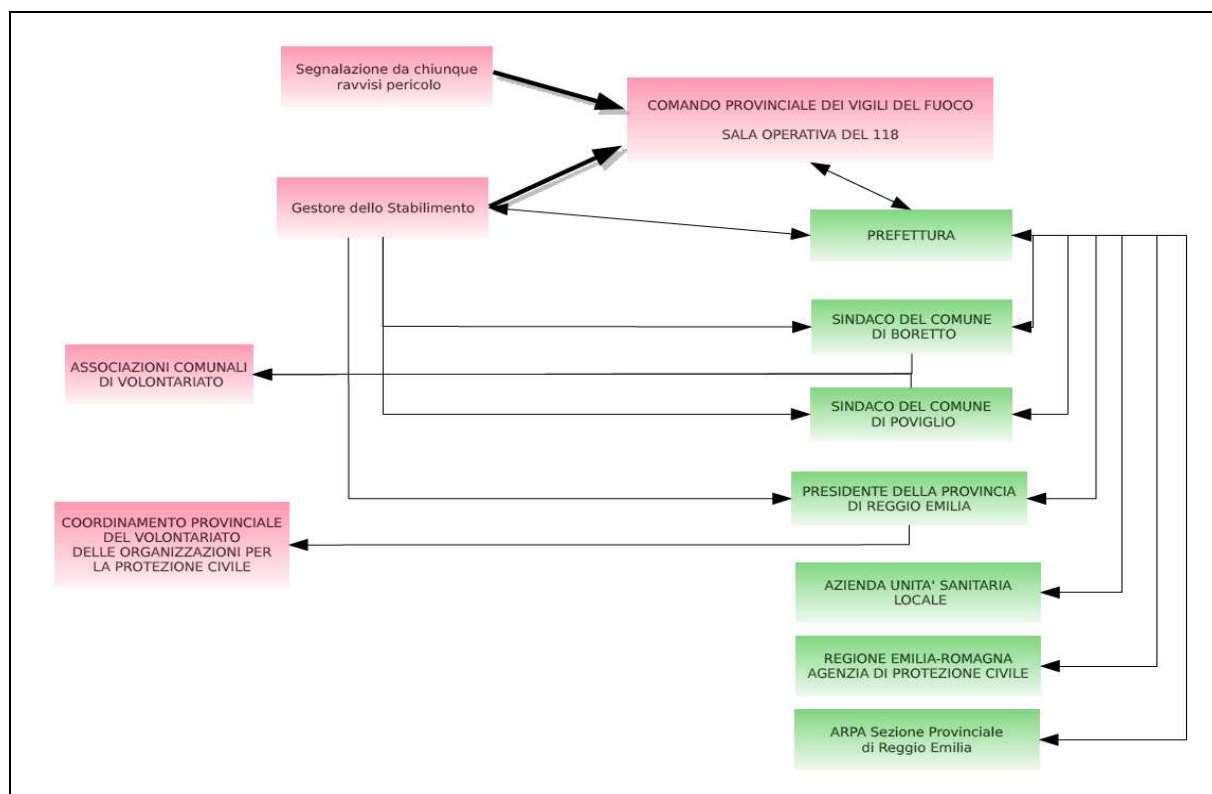 Segnalazione da chiunque
ravvisi pericolo
COMANDO PROVINCIALE DEI VIGILI DEL FUOCO
SALA OPERATIVA DEL 118
Gestore dello Stabilimento
PREFETTURA
SINDACO DEL COMUNE
DI BORETTO
ASSOCIAZIONI COMUNALI
DI VOLONTARIATO
SINDACO DEL COMUNE
DI POVIGLIO
PRESIDENTE DELLA PROVINCIA
DI REGGIO EMILIA
COORDINAMENTO PROVINCIALE
DEL VOLONTARIATO
DELLE ORGANIZZAZIONI PER
LA PROTEZIONE CIVILE
AZIENDA UNITA' SANITARIA
LOCALE
REGIONE EMILIA-ROMAGNA
AGENZIA DI PROTEZIONE CIVILE
ARPA Sezione Provinciale
di Reggio Emilia